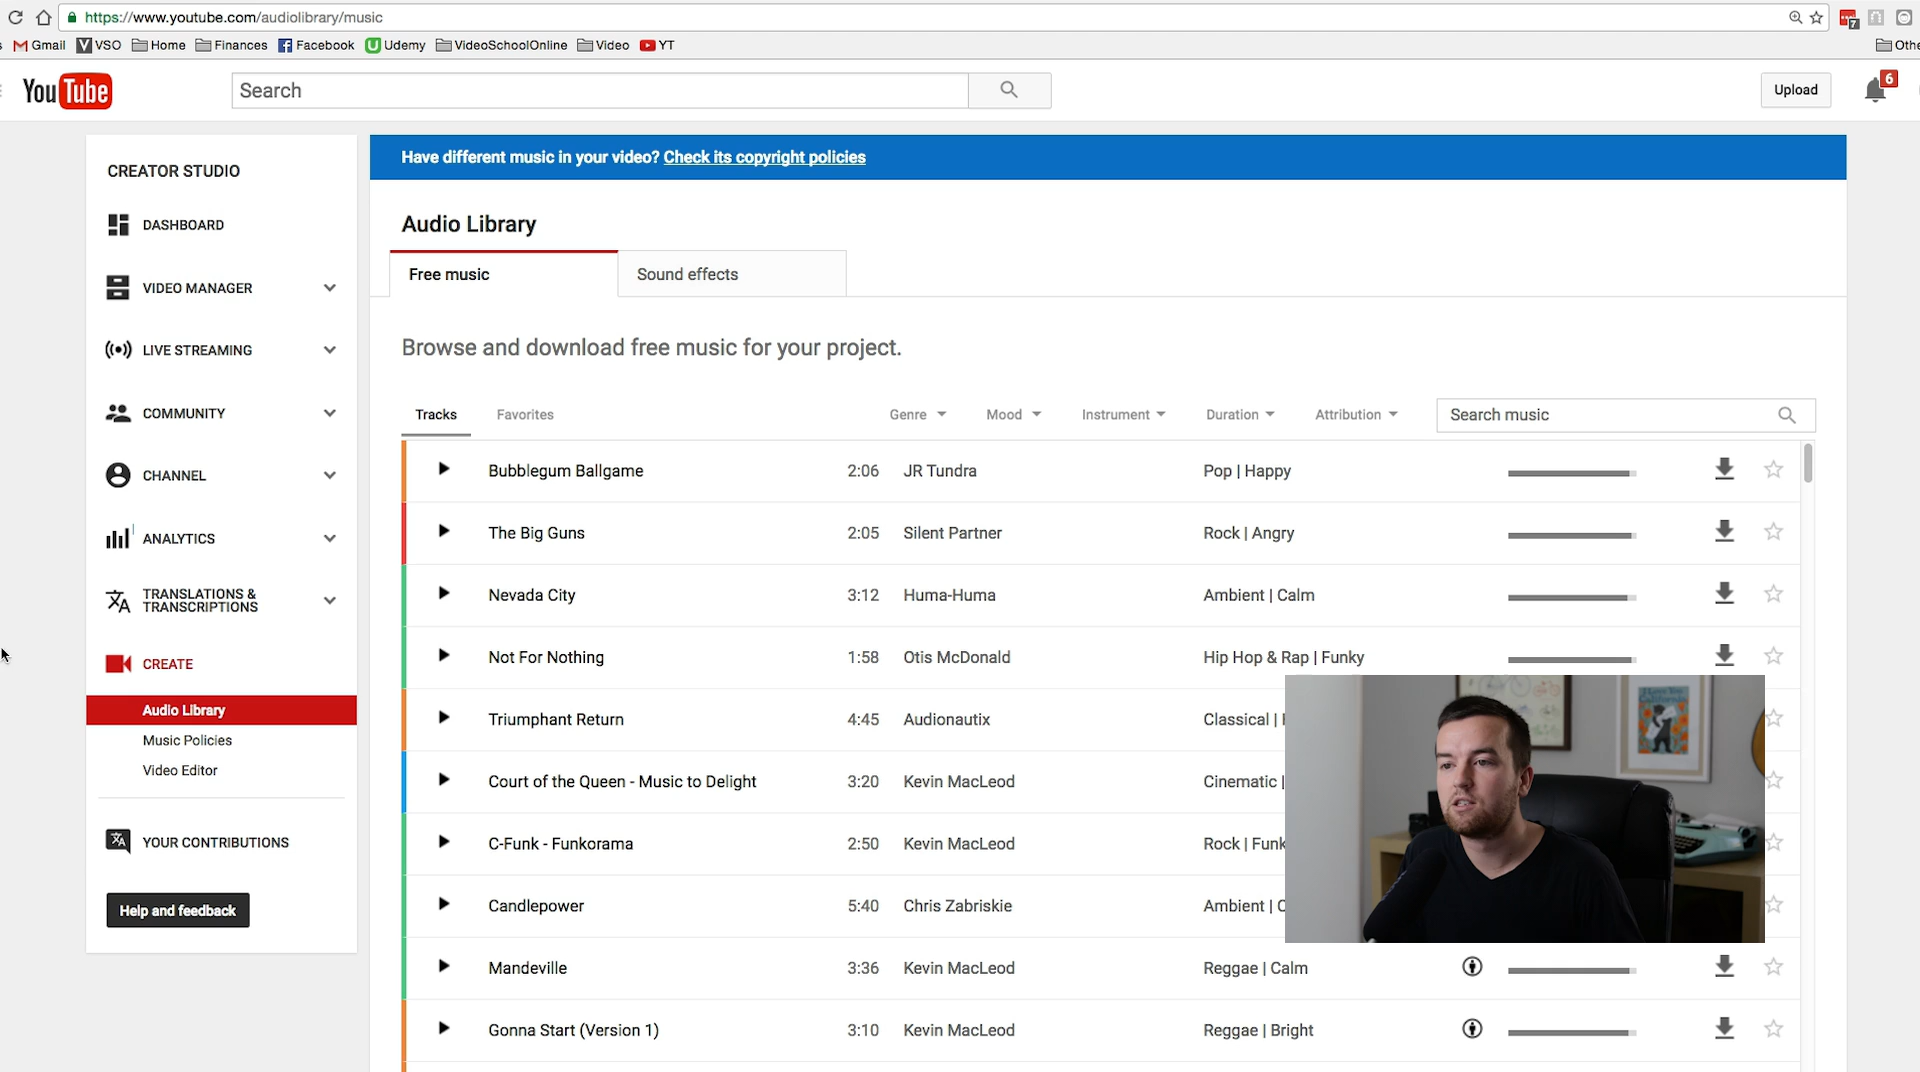 https://www.youtube.com/audiolibrary/music
7
Gmail VSO Home Finances Facebook Udemy VideoSchoolOnline Video YT
YouTube Search Upload 6
CREATOR STUDIO
DASHBOARD
VIDEO MANAGER
LIVE STREAMING
COMMUNITY
CHANNEL
ANALYTICS
TRANSLATIONS &
TRANSCRIPTIONS
CREATE
Audio Library
Music Policies
Video Editor
YOUR CONTRIBUTIONS
Help and feedback
Have different music in your video? Check its copyright policies
Audio Library
Free music Sound effects
Browse and download free music for your project.
Tracks Favorites Genre Mood Instrument Duration Attribution Search music
Bubblegum Ballgame 2:06 JR Tundra Pop | Happy
The Big Guns 2:05 Silent Partner Rock | Angry
Nevada City 3:12 Huma-Huma Ambient | Calm
Not For Nothing 1:58 Otis McDonald Hip Hop & Rap | Funky
Triumphant Return 4:45 Audionautix Classical |
Court of the Queen - Music to Delight 3:20 Kevin MacLeod Cinematic |
C-Funk - Funkorama 2:50 Kevin MacLeod Rock | Funk
Candlepower 5:40 Chris Zabriskie Ambient |
Mandeville 3:36 Kevin MacLeod Reggae | Calm
Gonna Start (Version 1) 3:10 Kevin MacLeod Reggae | Bright